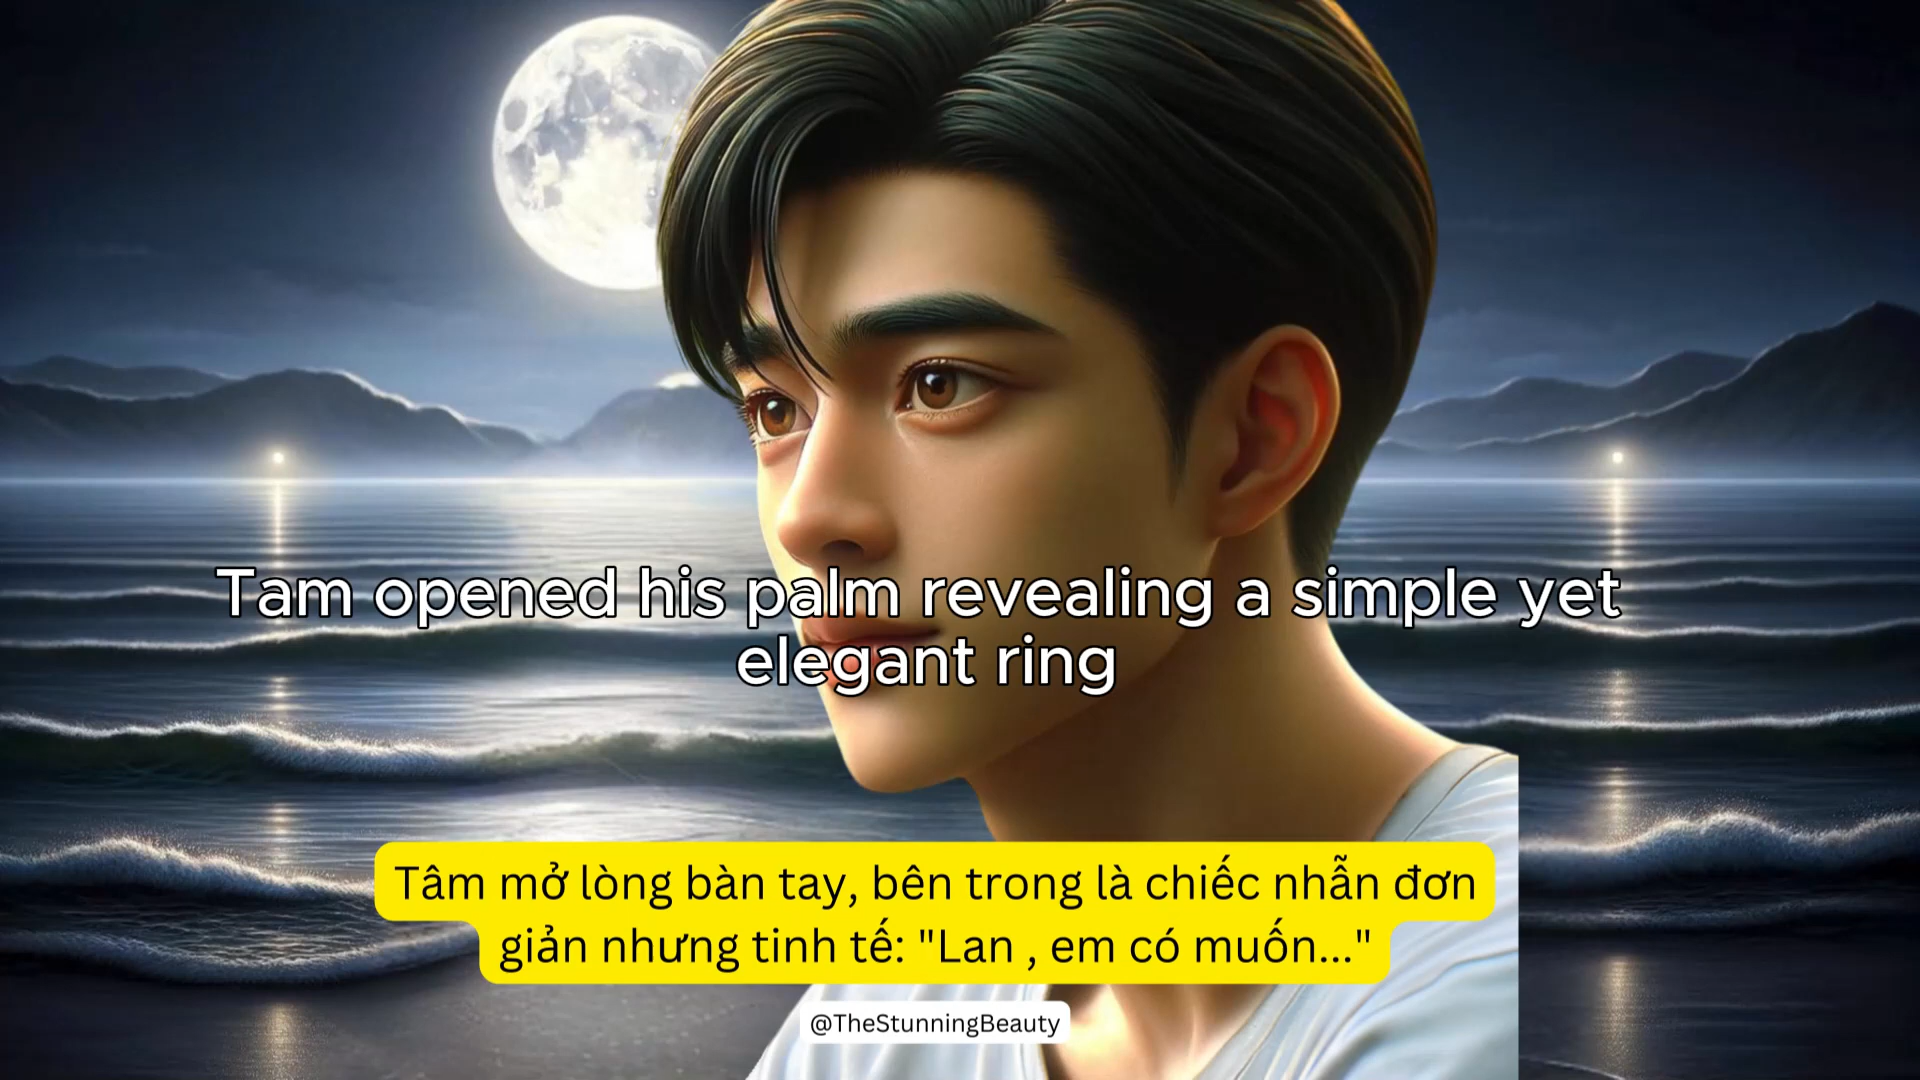 Tam opened his palm revealing a simple yet
elegant ring
Tâm mở lòng bàn tay, bên trong là chiếc nhẫn đơn
giản nhưng tinh tế: "Lan , em có muốn..."
@TheStunningBeauty